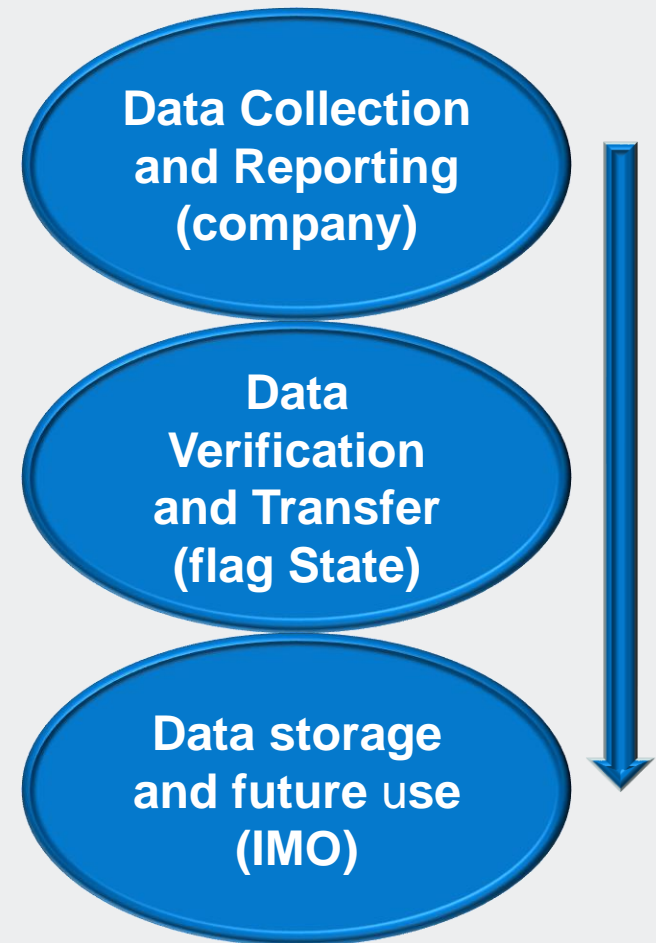 Data Collection
and Reporting
(company)
Data
Verification
and Transfer
(flag State)
Data storage
and future use
(IMO)